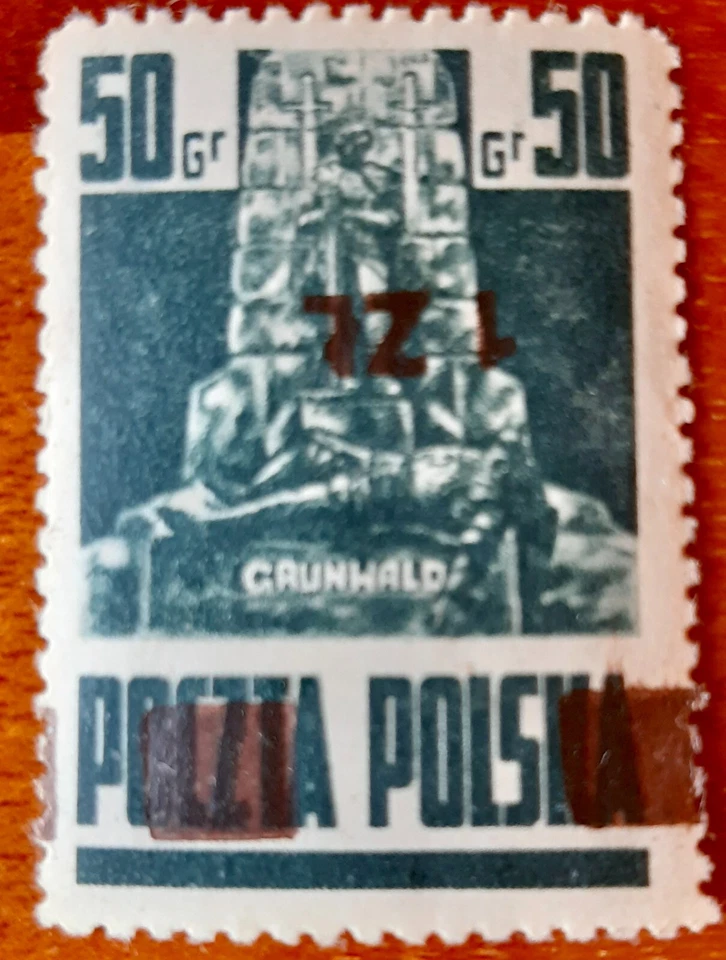 50 Gr Gr 50
1 ZŁ
GRUNWALD
POCZTA POLSKA